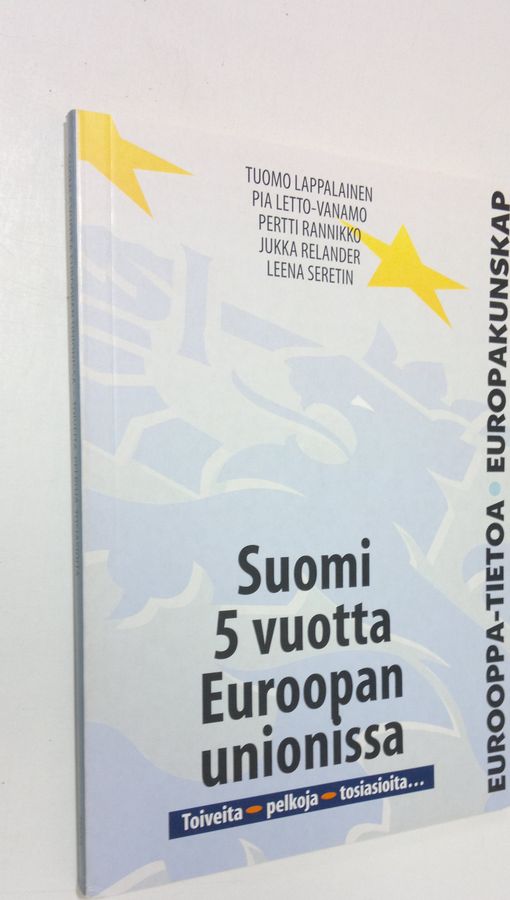 TUOMO LAPPALAINEN
PIA LETTO-VANAMO
PERTTI RANNIKKO
JUKKA RELANDER
LEENA SERETIN
Suomi
5 vuotta
Euroopan
unionissa
Toiveita • pelkoja • tosiasioita...
EUROOPPA-TIETOA • EUROPAKUNSKAP